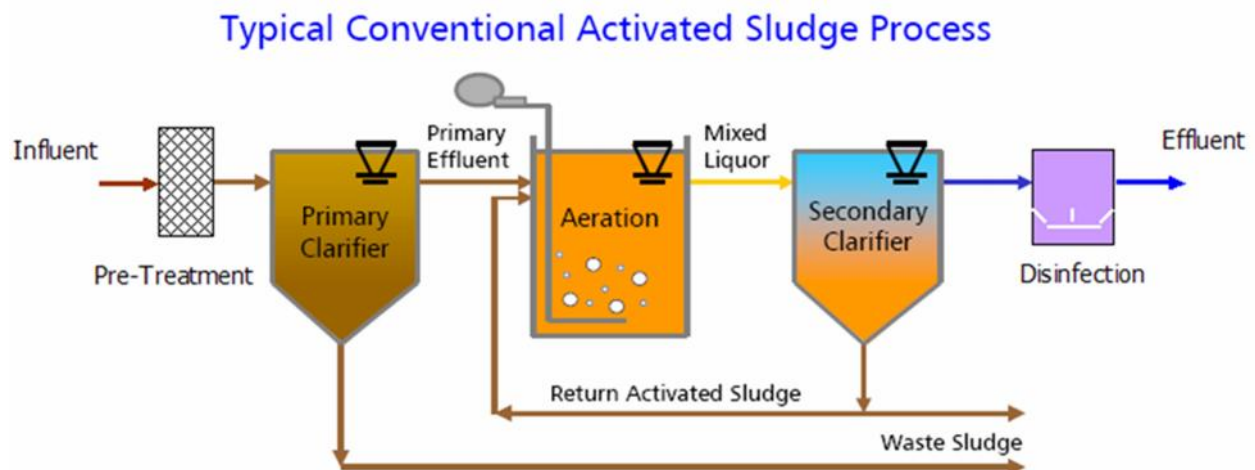 Typical Conventional Activated Sludge Process
Influent
Pre-Treatment
Primary
Clarifier
Primary
Effluent
Aeration
Mixed
Liquor
Secondary
Clarifier
Disinfection
Effluent
Return Activated Sludge
Waste Sludge